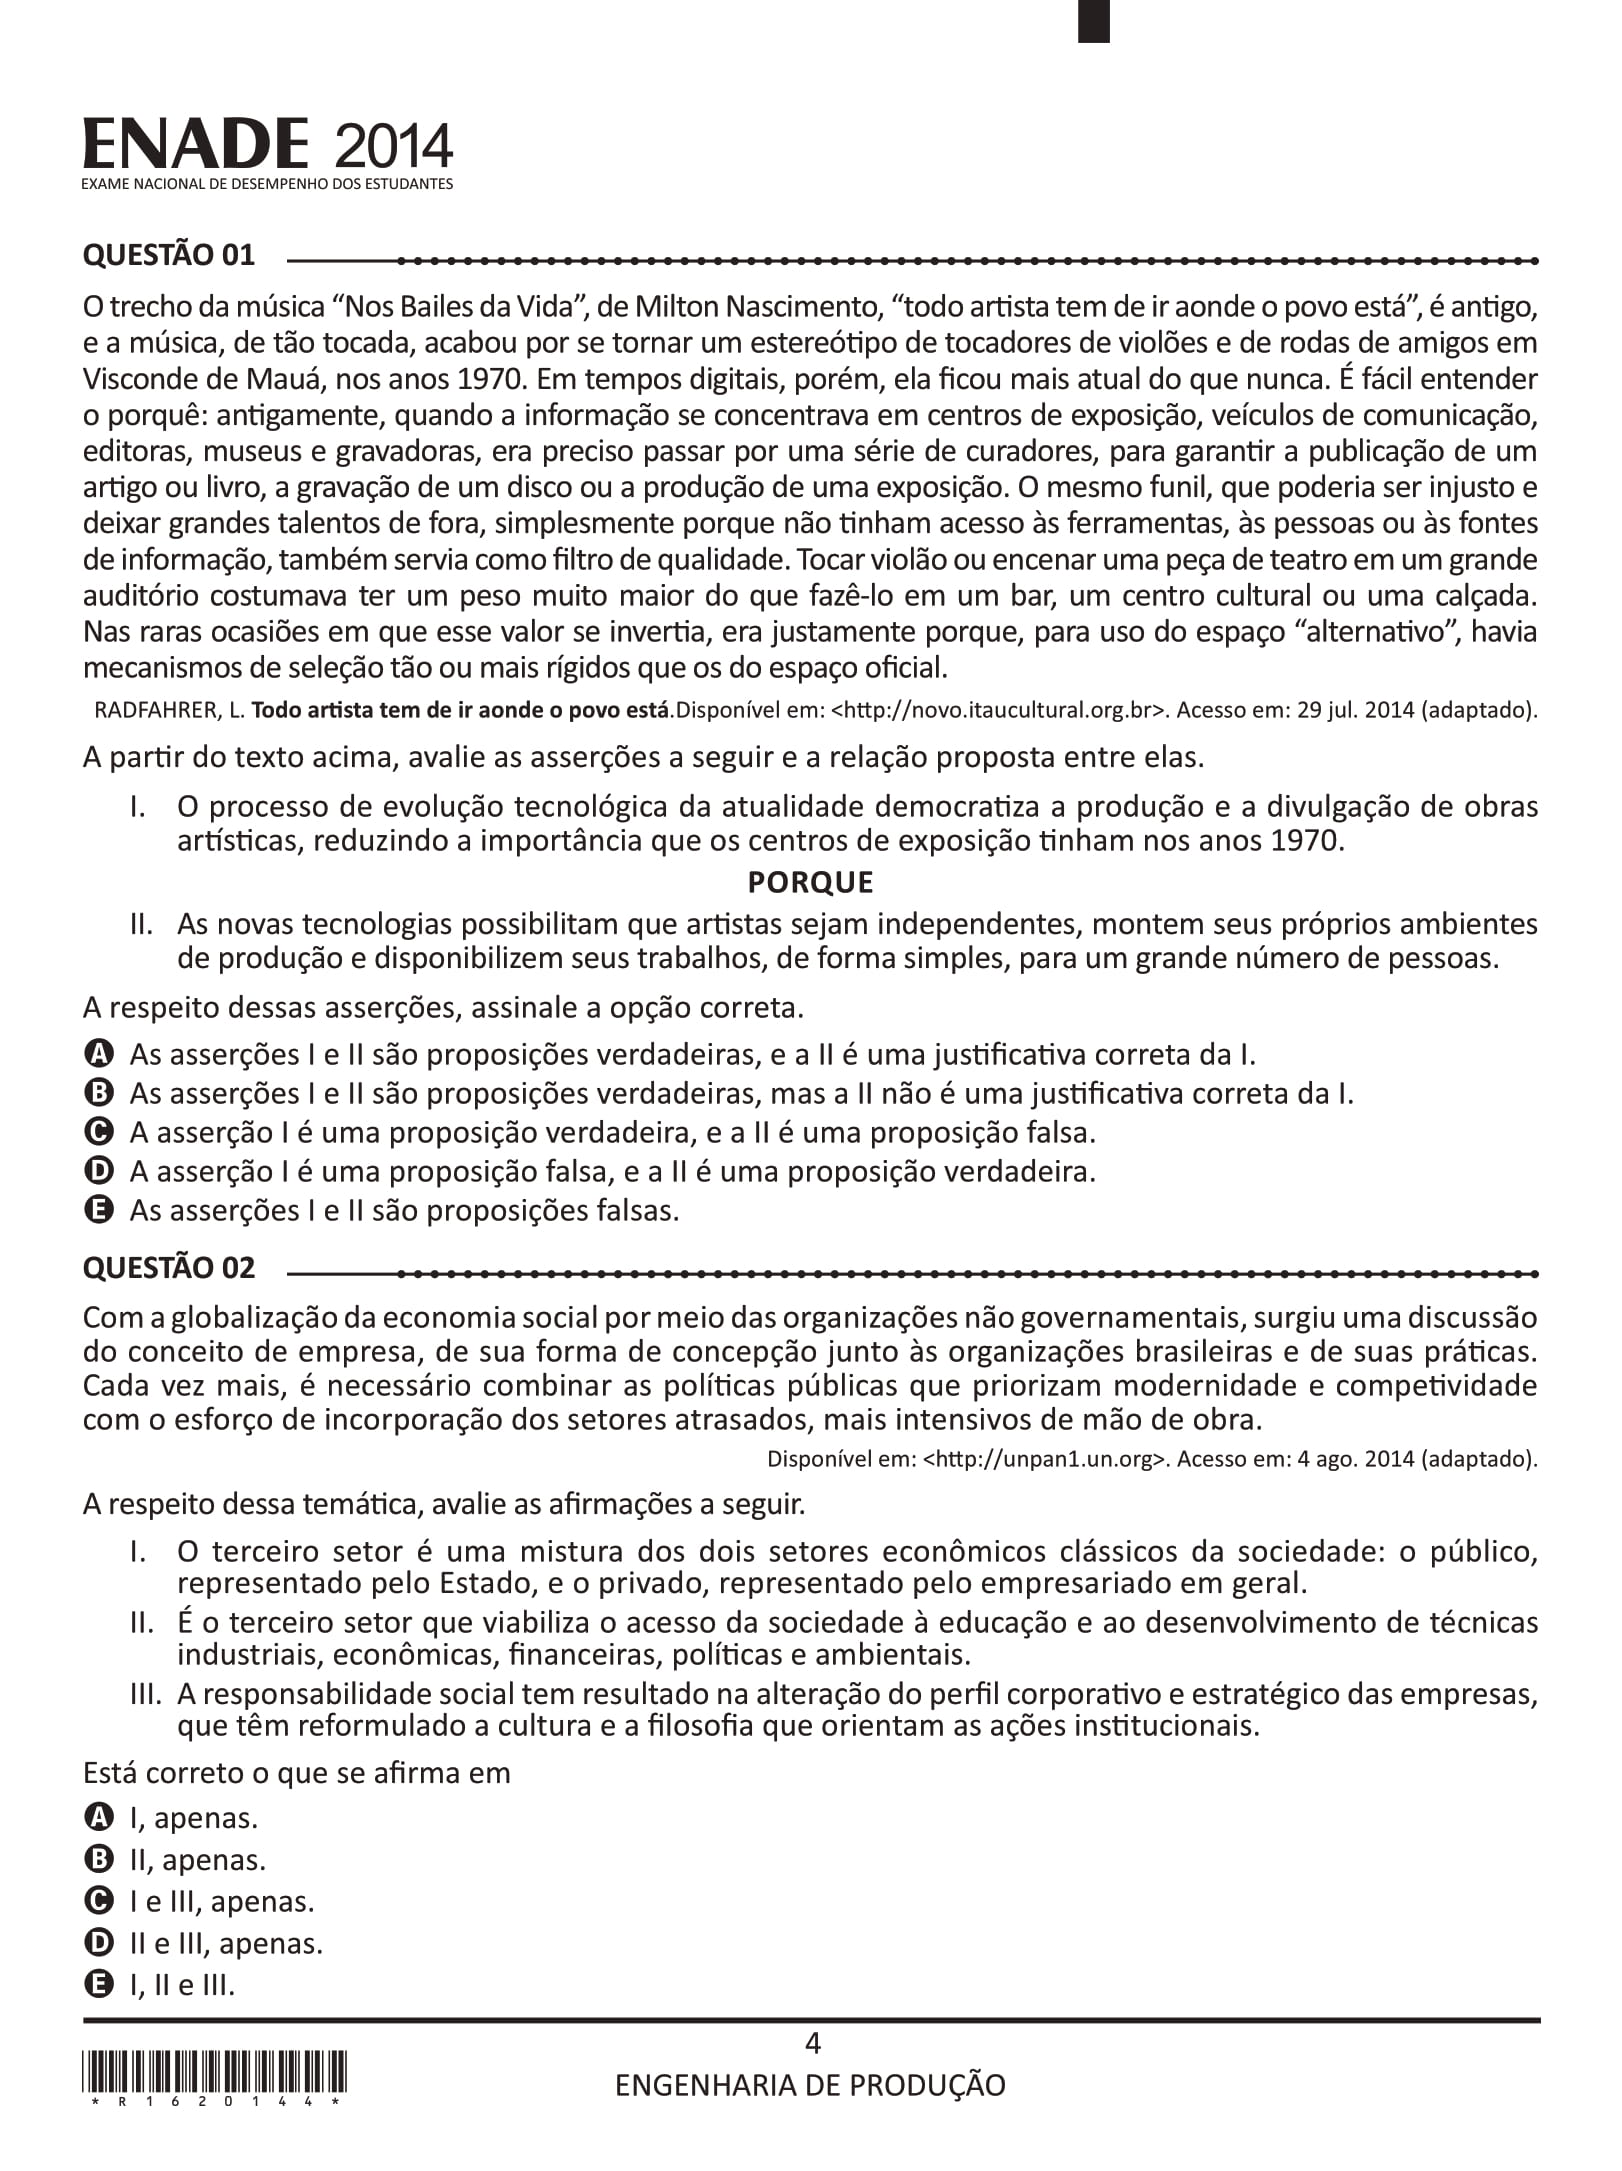 ENADE 2014
EXAME NACIONAL DE DESEMPENHO DOS ESTUDANTES
QUESTÃO 01
O trecho da música “Nos Bailes da Vida”, de Milton Nascimento, “todo artista tem de ir aonde o povo está”, é antigo,
e a música, de tão tocada, acabou por se tornar um estereótipo de tocadores de violões e de rodas de amigos em
Visconde de Mauá, nos anos 1970. Em tempos digitais, porém, ela ficou mais atual do que nunca. É fácil entender
o porquê: antigamente, quando a informação se concentrava em centros de exposição, veículos de comunicação,
editoras, museus e gravadoras, era preciso passar por uma série de curadores, para garantir a publicação de um
artigo ou livro, a gravação de um disco ou a produção de uma exposição. O mesmo funil, que poderia ser injusto e
deixar grandes talentos de fora, simplesmente porque não tinham acesso às ferramentas, às pessoas ou às fontes
de informação, também servia como filtro de qualidade. Tocar violão ou encenar uma peça de teatro em um grande
auditório costumava ter um peso muito maior do que fazê-lo em um bar, um centro cultural ou uma calçada.
Nas raras ocasiões em que esse valor se invertia, era justamente porque, para uso do espaço “alternativo”, havia
mecanismos de seleção tão ou mais rígidos que os do espaço oficial.
RADFAHRER, L. Todo artista tem de ir aonde o povo está.Disponível em: <http://novo.itaucultural.org.br>. Acesso em: 29 jul. 2014 (adaptado).
A partir do texto acima, avalie as asserções a seguir e a relação proposta entre elas.
I. O processo de evolução tecnológica da atualidade democratiza a produção e a divulgação de obras
artísticas, reduzindo a importância que os centros de exposição tinham nos anos 1970.
PORQUE
II. As novas tecnologias possibilitam que artistas sejam independentes, montem seus próprios ambientes
de produção e disponibilizem seus trabalhos, de forma simples, para um grande número de pessoas.
A respeito dessas asserções, assinale a opção correta.
A As asserções I e II são proposições verdadeiras, e a II é uma justificativa correta da I.
B As asserções I e II são proposições verdadeiras, mas a II não é uma justificativa correta da I.
C A asserção I é uma proposição verdadeira, e a II é uma proposição falsa.
D A asserção I é uma proposição falsa, e a II é uma proposição verdadeira.
E As asserções I e II são proposições falsas.
QUESTÃO 02
Com a globalização da economia social por meio das organizações não governamentais, surgiu uma discussão
do conceito de empresa, de sua forma de concepção junto às organizações brasileiras e de suas práticas.
Cada vez mais, é necessário combinar as políticas públicas que priorizam modernidade e competividade
com o esforço de incorporação dos setores atrasados, mais intensivos de mão de obra.
Disponível em: <http://unpan1.un.org>. Acesso em: 4 ago. 2014 (adaptado).
A respeito dessa temática, avalie as afirmações a seguir.
I. O terceiro setor é uma mistura dos dois setores econômicos clássicos da sociedade: o público,
representado pelo Estado, e o privado, representado pelo empresariado em geral.
II. É o terceiro setor que viabiliza o acesso da sociedade à educação e ao desenvolvimento de técnicas
industriais, econômicas, financeiras, políticas e ambientais.
III. A responsabilidade social tem resultado na alteração do perfil corporativo e estratégico das empresas,
que têm reformulado a cultura e a filosofia que orientam as ações institucionais.
Está correto o que se afirma em
A I, apenas.
B II, apenas.
C I e III, apenas.
D II e III, apenas.
E I, II e III.
4
ENGENHARIA DE PRODUÇÃO
*R1620144*